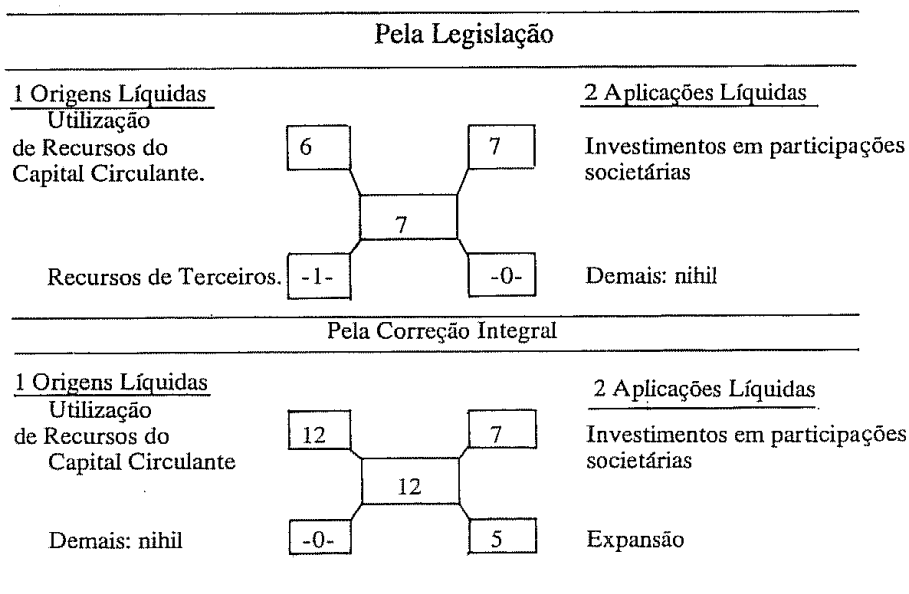 Pela Legislação
1 Origens Líquidas
Utilização
de Recursos do
Capital Circulante.
6
7
2 Aplicações Líquidas
Investimentos em participações
societárias
7
Recursos de Terceiros.
-1-
-0-
Demais: nihil
Pela Correção Integral
1 Origens Líquidas
Utilização
de Recursos do
Capital Circulante
12
7
2 Aplicações Líquidas
Investimentos em participações
societárias
12
Demais: nihil
-0-
5
Expansão